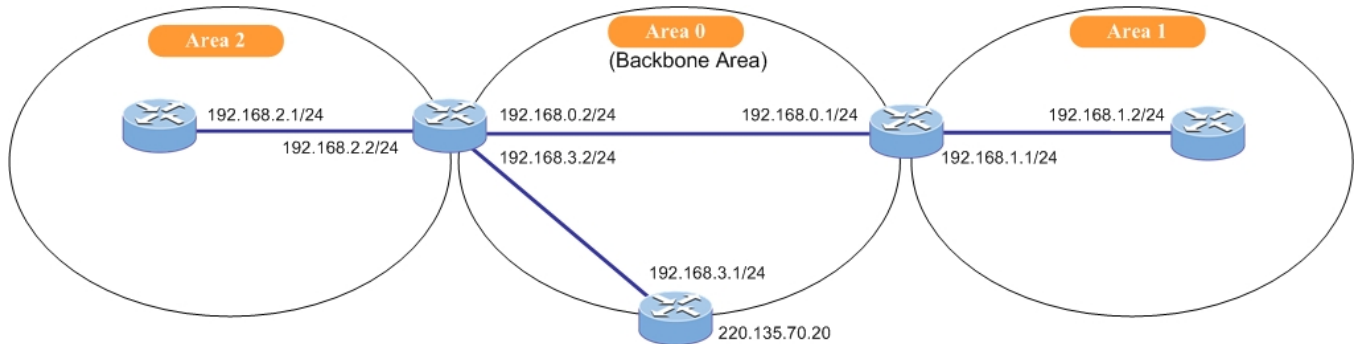 Area 2
Area 0
(Backbone Area)
Area 1
192.168.2.1/24
192.168.2.2/24
192.168.0.2/24
192.168.3.2/24
192.168.0.1/24
192.168.1.2/24
192.168.1.1/24
192.168.3.1/24
220.135.70.20